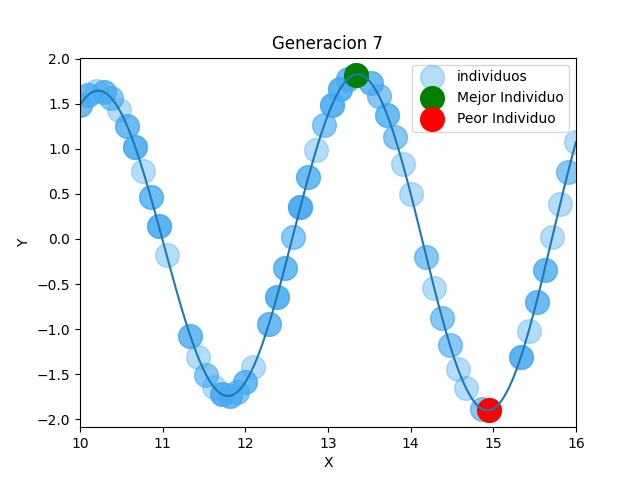 Generacion 7
individuos
Mejor Individuo
Peor Individuo
2.0
1.5
1.0
0.5
0.0
−0.5
−1.0
−1.5
−2.0
Y
10 11 12 13 14 15 16
X